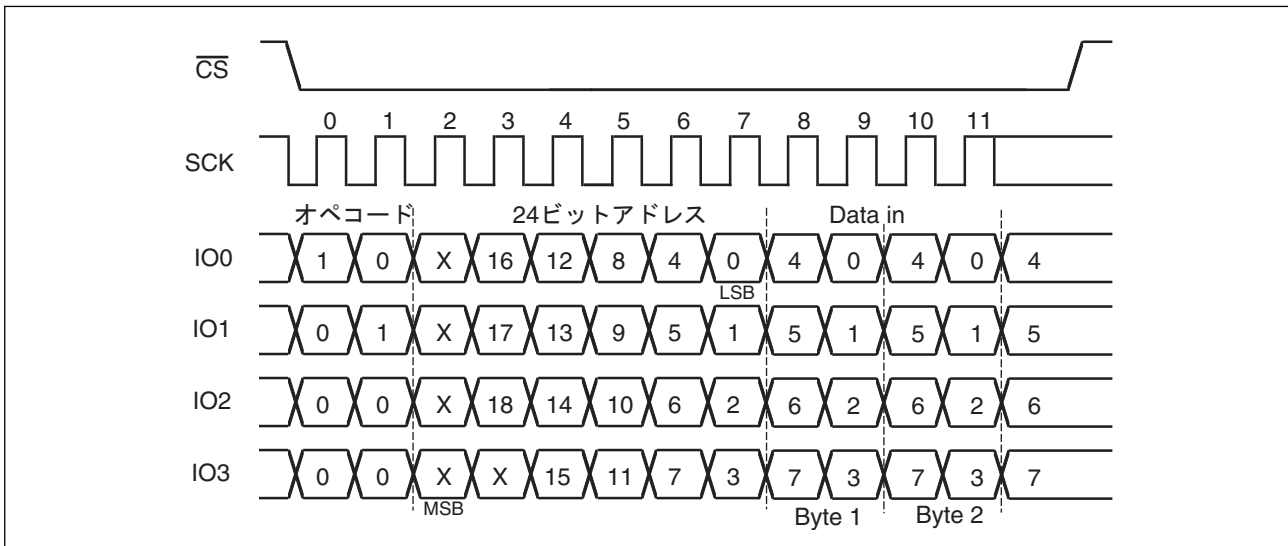 CS
0 1 2 3 4 5 6 7 8 9 10 11
SCK
オペコード 24ビットアドレス Data in
IO0 1 0 X 16 12 8 4 0 4 0 4 0 4
LSB
IO1 0 1 X 17 13 9 5 1 5 1 5 1 5
IO2 0 0 X 18 14 10 6 2 6 2 6 2 6
IO3 0 0 X X 15 11 7 3 7 3 7 3 7
MSB
Byte 1 Byte 2